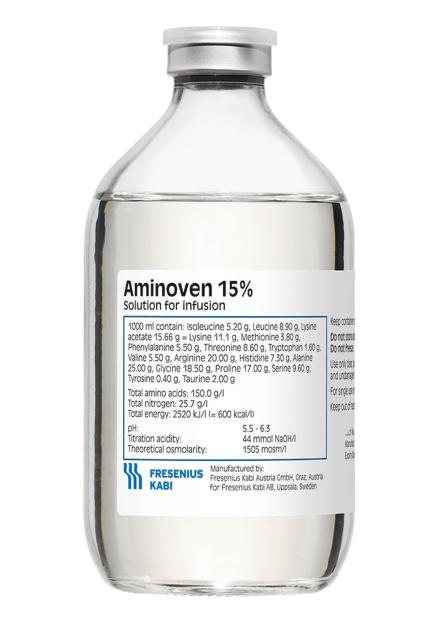 Aminoven 15%
Solution for infusion
1000 ml contain: Isoleucine 5.20 g, Leucine 8.90 g, Lysine
acetate 15.66 g = Lysine 11.1 g, Methionine 3.80 g,
Phenylalanine 5.50 g, Threonine 8.60 g, Tryptophan 1.60 g,
Valine 5.50 g, Arginine 20.00 g, Histidine 7.30 g, Alanine
25.00 g, Glycine 18.50 g, Proline 17.00 g, Serine 9.60 g,
Tyrosine 0.40 g, Taurine 2.00 g
Total amino acids: 150.0 g/l
Total nitrogen: 25.7 g/l
Total energy: 2520 kJ/l (= 600 kcal/l)
pH: 5.5 - 6.3
Titration acidity: 44 mmol NaOH/l
Theoretical osmolarity: 1505 mosm/l
FRESENIUS
KABI
Manufactured by:
Fresenius Kabi Austria GmbH, Graz, Austria
for Fresenius Kabi AB, Uppsala, Sweden
Keep
Do not
Do not
Use only
and
For single
Keep out of